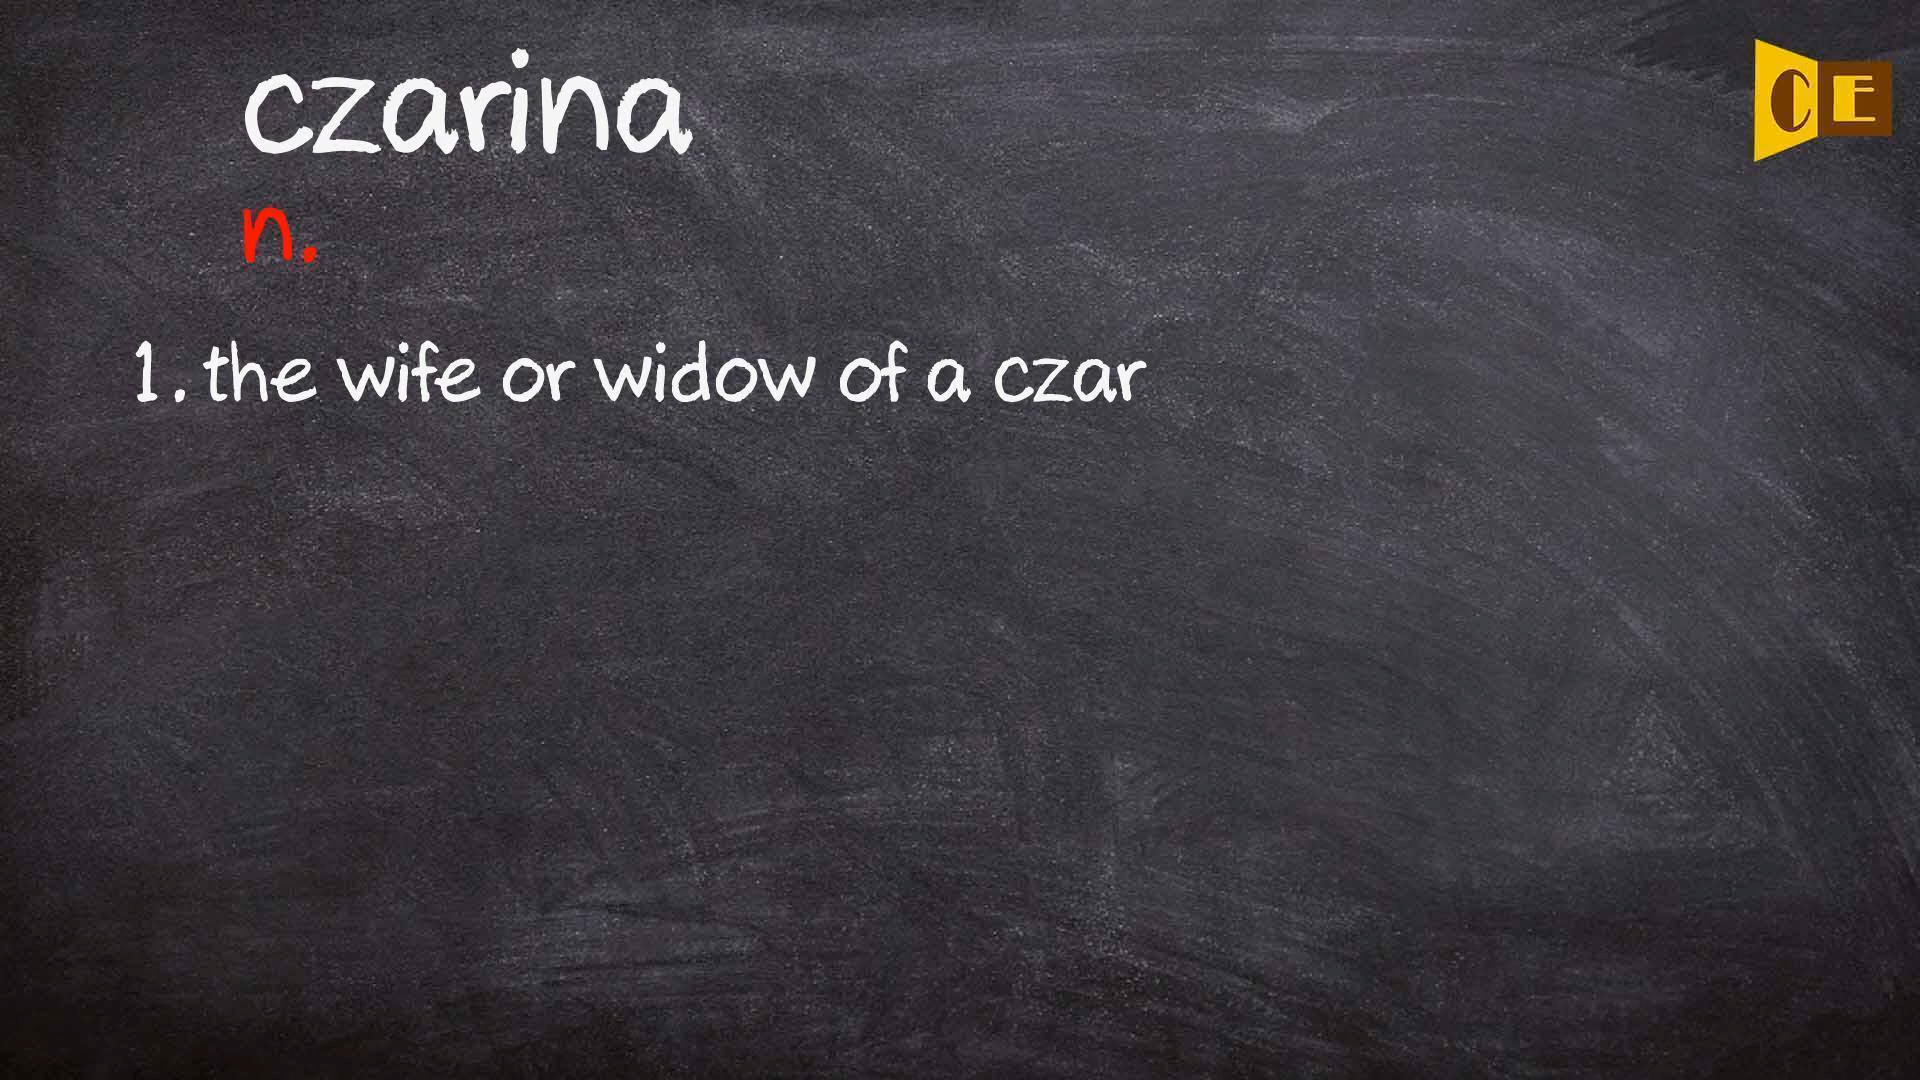 czarina
CE
n.
1. the wife or widow of a czar